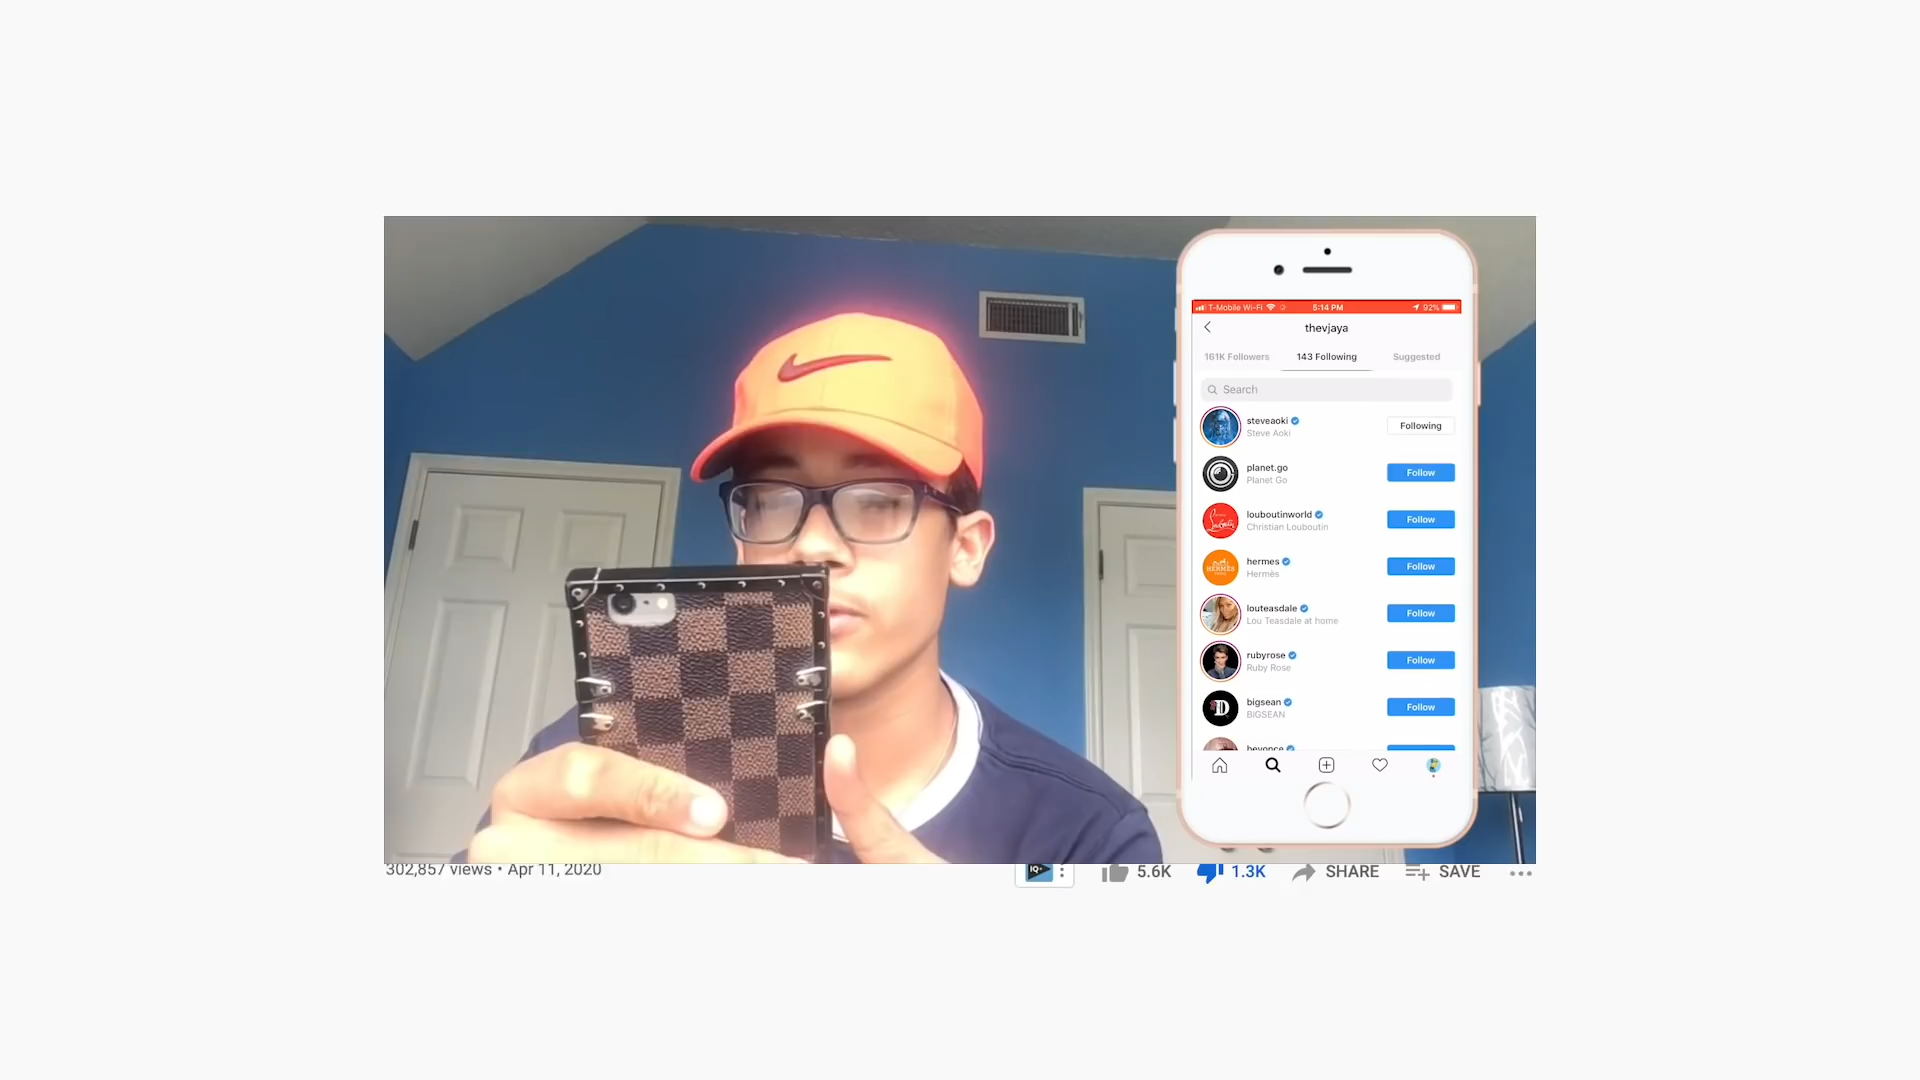 T-Mobile Wi-Fi 5:14 PM 92%
thevjaya
161K Followers 143 Following Suggested
Search
steveaoki
Steve Aoki
Following
planet.go
Planet Go
Follow
louboutinworld
Christian Louboutin
Follow
hermes
Hermès
Follow
louteasdale
Lou Teasdale at home
Follow
rubyrose
Ruby Rose
Follow
bigsean
BIGSEAN
Follow
beyonce
302,857 views • Apr 11, 2020
IQ+
5.6K 1.3K SHARE SAVE